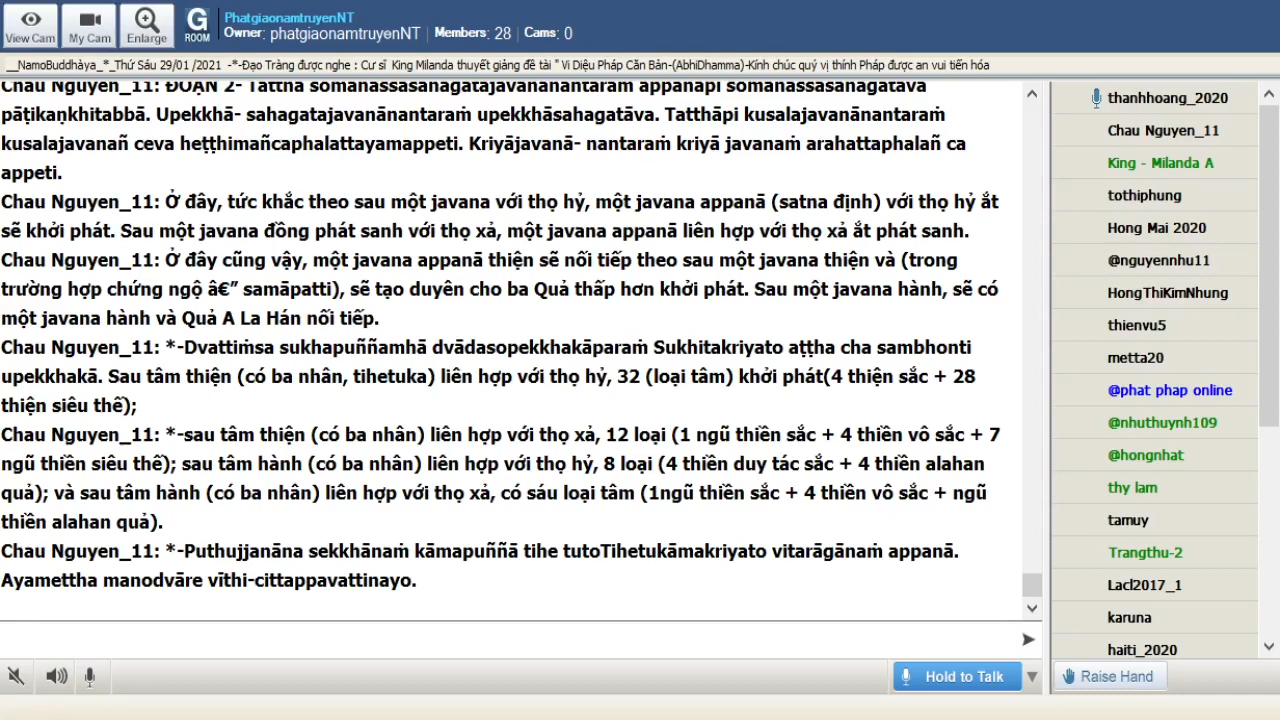 View Cam
My Cam
Enlarge
G
ROOM
PhatgiaonamtruyenNT
Owner: phatgiaonamtruyenNT | Members: 28 | Cams: 0
__NamoBuddhàya_*_Thứ Sáu 29/01 /2021 -*-Đạo Tràng được nghe : Cư sĩ King Milanda thuyết giảng đề tài " Vi Diệu Pháp Căn Bản-(AbhiDhamma)-Kính chúc quý vị thính Pháp được an vui tiến hóa
Chau Nguyen_11: ĐOẠN 2- Tattha somanassasahagatajavanānantaraṁ appanāpi somanassasahagatāva
pāṭikaṇkhitabbā. Upekkhā- sahagatajavanānantaraṁ upekkhāsahagatāva. Tatthāpi kusalajavanānantaraṁ
kusalajavanañ ceva heṭṭhimañcaphalattayamappeti. Kriyājavanā- nantaraṁ kriyā javanaṁ arahattaphalañ ca
appeti.
Chau Nguyen_11: Ở đây, tức khắc theo sau một javana với thọ hỷ, một javana appanā (satna định) với thọ hỷ ắt
sẽ khởi phát. Sau một javana đồng phát sanh với thọ xả, một javana appanā liên hợp với thọ xả ắt phát sanh.
Chau Nguyen_11: Ở đây cũng vậy, một javana appanā thiện sẽ nối tiếp theo sau một javana thiện và (trong
trường hợp chứng ngộ â€” samāpatti), sẽ tạo duyên cho ba Quả thấp hơn khởi phát. Sau một javana hành, sẽ có
một javana hành và Quả A La Hán nối tiếp.
Chau Nguyen_11: *-Dvattiṁsa sukhapuññamhā dvādasopekkhakāparaṁ Sukhitakriyato aṭṭha cha sambhonti
upekkhakā. Sau tâm thiện (có ba nhân, tihetuka) liên hợp với thọ hỷ, 32 (loại tâm) khởi phát(4 thiện sắc + 28
thiện siêu thế);
Chau Nguyen_11: *-sau tâm thiện (có ba nhân) liên hợp với thọ xả, 12 loại (1 ngũ thiền sắc + 4 thiền vô sắc + 7
ngũ thiền siêu thế); sau tâm hành (có ba nhân) liên hợp với thọ hỷ, 8 loại (4 thiền duy tác sắc + 4 thiền alahan
quả); và sau tâm hành (có ba nhân) liên hợp với thọ xả, có sáu loại tâm (1ngũ thiền sắc + 4 thiền vô sắc + ngũ
thiền alahan quả).
Chau Nguyen_11: *-Puthujjanāna sekkhānaṁ kāmapuññā tihe tutoTihetukāmakriyato vitarāgānaṁ appanā.
Ayamettha manodvāre vīthi-cittappavattinayo.
thanhhoang_2020
Chau Nguyen_11
King - Milanda A
tothiphung
Hong Mai 2020
@nguyennhu11
HongThiKimNhung
thienvu5
metta20
@phat phap online
@nhuthuynh109
@hongnhat
thy lam
tamuy
Trangthu-2
Lacl2017_1
karuna
haiti_2020
Hold to Talk
Raise Hand